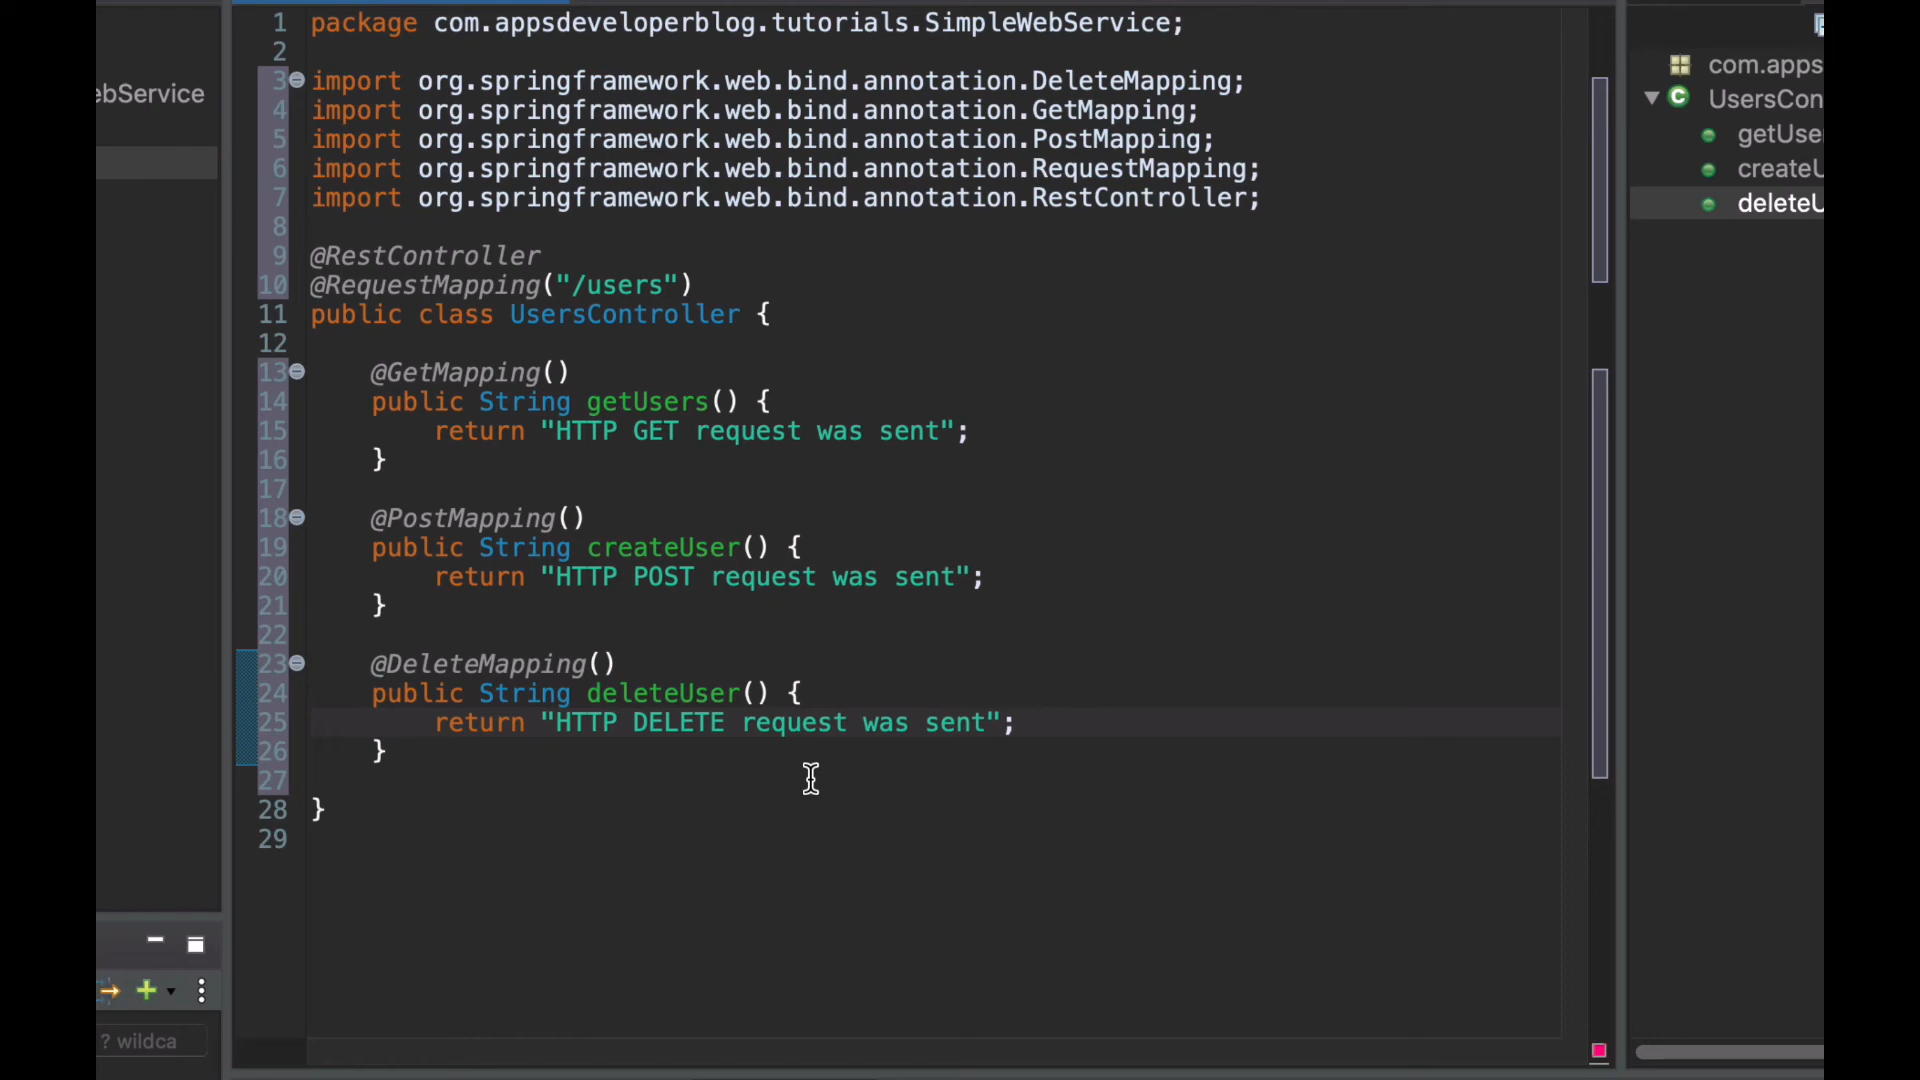 ebService
1 package com.appsdeveloperblog.tutorials.SimpleWebService;
2
3 import org.springframework.web.bind.annotation.DeleteMapping;
4 import org.springframework.web.bind.annotation.GetMapping;
5 import org.springframework.web.bind.annotation.PostMapping;
6 import org.springframework.web.bind.annotation.RequestMapping;
7 import org.springframework.web.bind.annotation.RestController;
8
9 @RestController
10 @RequestMapping("/users")
11 public class UsersController {
12
13 @GetMapping()
14 public String getUsers() {
15 return "HTTP GET request was sent";
16 }
17
18 @PostMapping()
19 public String createUser() {
20 return "HTTP POST request was sent";
21 }
22
23 @DeleteMapping()
24 public String deleteUser() {
25 return "HTTP DELETE request was sent";
26 }
27
28 }
29
? wildca
com.apps
C UsersCon
getUse
createU
deleteU